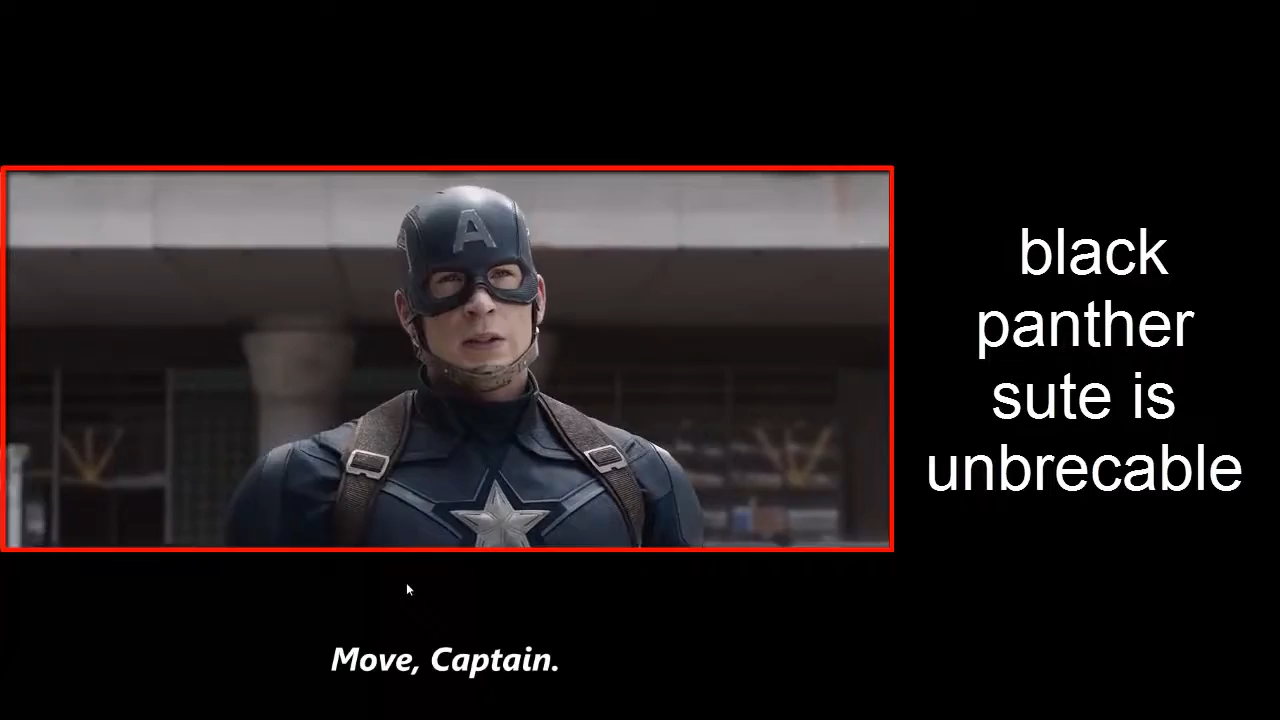 A
black
panther
sute is
unbrecable
Move, Captain.